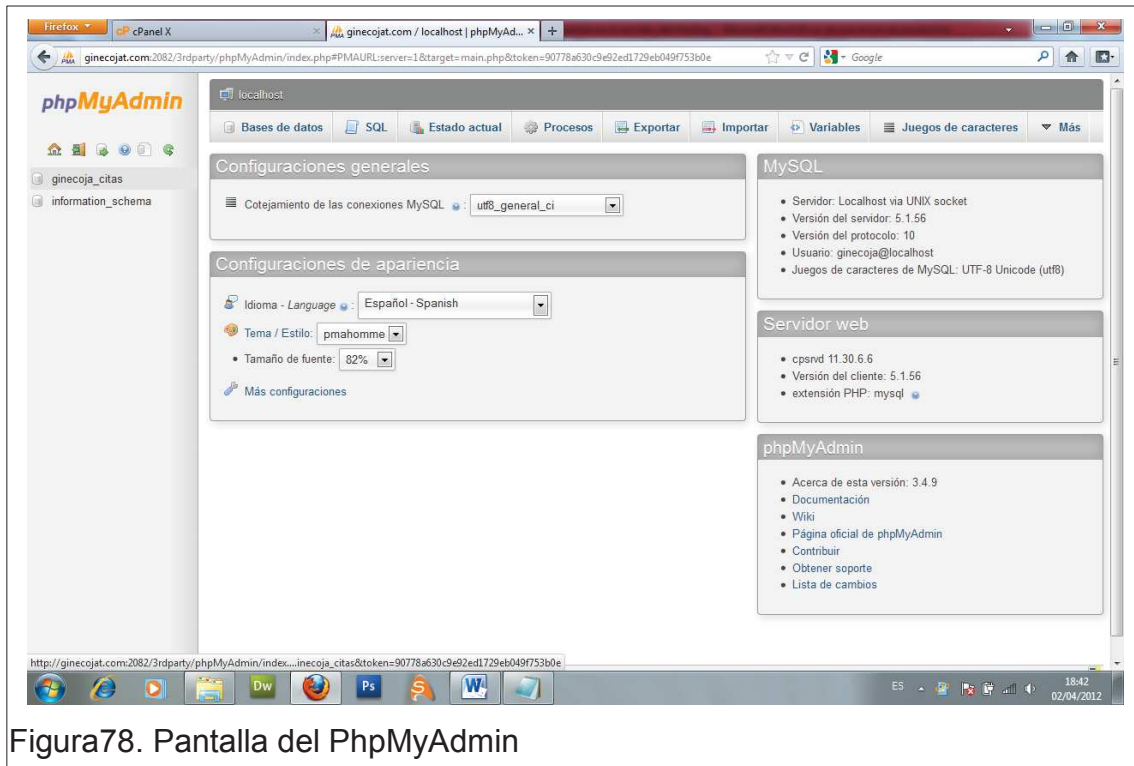 Firefox
cPanel X
ginecojat.com / localhost | phpMyAd...
ginecojat.com:2082/3rdparty/phpMyAdmin/index.php#PMAURL:server=1&target=main.php&token=90778a630c9e92ed1729eb049f753b0e
Google
phpMyAdmin
ginecoja_citas
information_schema
localhost
Bases de datos SQL Estado actual Procesos Exportar Importar Variables Juegos de caracteres Más
Configuraciones generales
Cotejamiento de las conexiones MySQL : utf8_general_ci
Configuraciones de apariencia
Idioma - Language : Español - Spanish
Tema / Estilo: pmahomme
• Tamaño de fuente: 82%
Más configuraciones
MySQL
• Servidor: Localhost via UNIX socket
• Versión del servidor: 5.1.56
• Versión del protocolo: 10
• Usuario: ginecoja@localhost
• Juegos de caracteres de MySQL: UTF-8 Unicode (utf8)
Servidor web
• cpsrvd 11.30.6.6
• Versión del cliente: 5.1.56
• extensión PHP: mysql
phpMyAdmin
• Acerca de esta versión: 3.4.9
• Documentación
• Wiki
• Página oficial de phpMyAdmin
• Contribuir
• Obtener soporte
• Lista de cambios
http://ginecojat.com:2082/3rdparty/phpMyAdmin/index....inecoja_citas&token=90778a630c9e92ed1729eb049f753b0e
Dw
Ps
W
ES
18:42
02/04/2012
Figura78. Pantalla del PhpMyAdmin